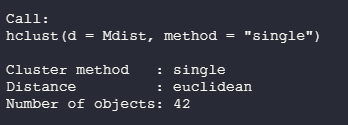 Call:
hclust(d = Mdist, method = "single")
Cluster method   : single
Distance         : euclidean
Number of objects: 42